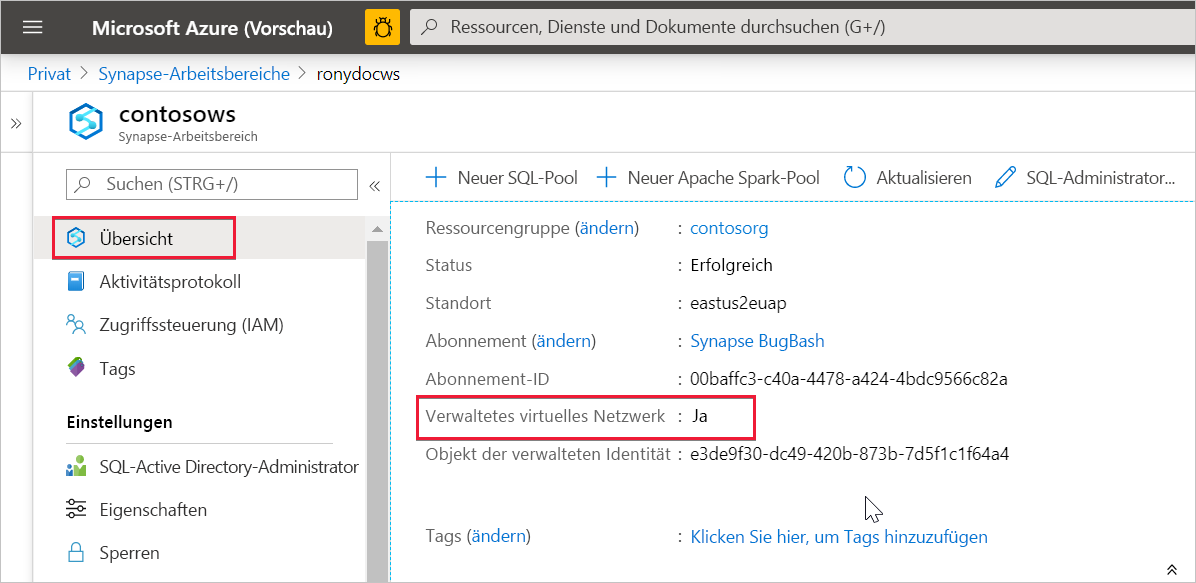 Microsoft Azure (Vorschau)
Ressourcen, Dienste und Dokumente durchsuchen (G+/)
Privat > Synapse-Arbeitsbereiche > ronydocws
contosows
Synapse-Arbeitsbereich
Suchen (STRG+/)
Übersicht
Aktivitätsprotokoll
Zugriffssteuerung (IAM)
Tags
Einstellungen
SQL-Active Directory-Administrator
Eigenschaften
Sperren
Neuer SQL-Pool
Neuer Apache Spark-Pool
Aktualisieren
SQL-Administrator...
Ressourcengruppe (ändern) : contosorg
Status : Erfolgreich
Standort : eastus2euap
Abonnement (ändern) : Synapse BugBash
Abonnement-ID : 00baffc3-c40a-4478-a424-4bdc9566c82a
Verwaltetes virtuelles Netzwerk : Ja
Objekt der verwalteten Identität : e3de9f30-dc49-420b-873b-7d5f1c1f64a4
Tags (ändern) : Klicken Sie hier, um Tags hinzuzufügen